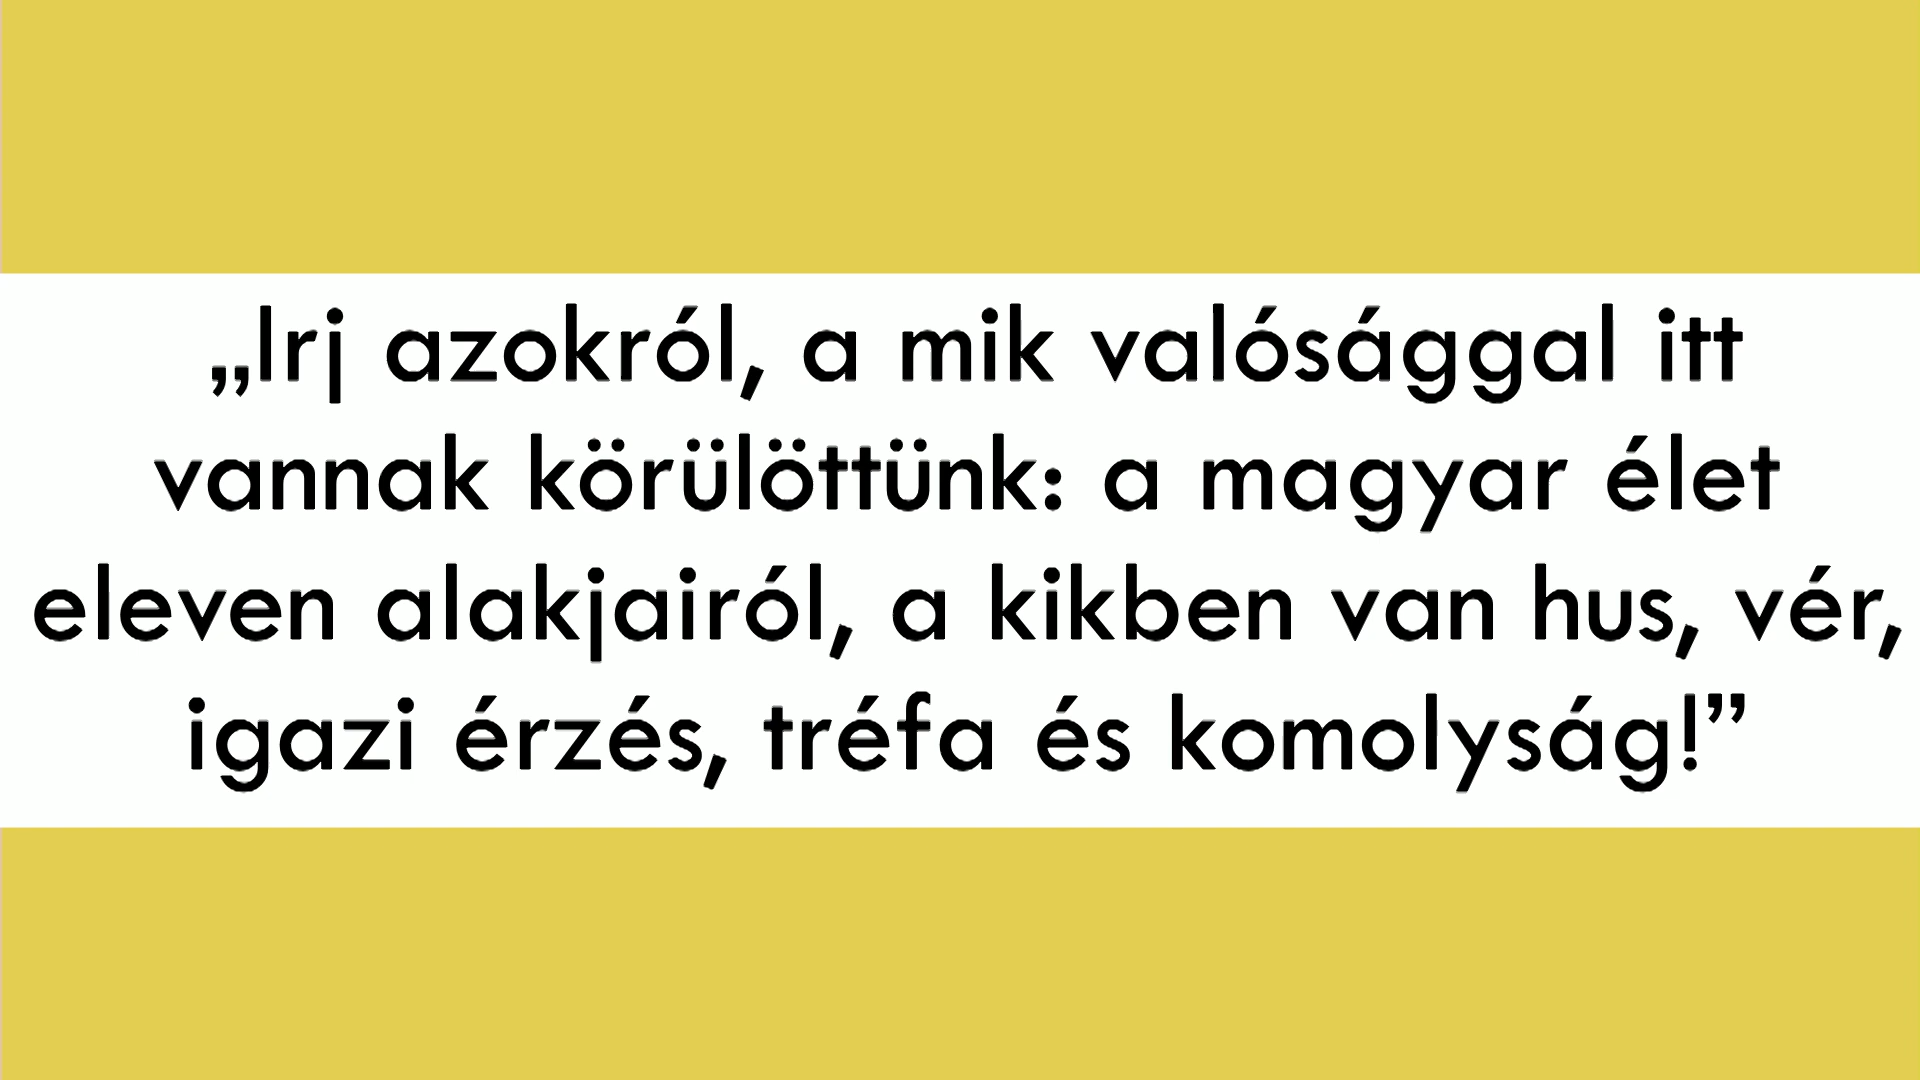 „Irj azokról, a mik valósággal itt
vannak körülöttünk: a magyar élet
eleven alakjairól, a kikben van hus, vér,
igazi érzés, tréfa és komolyság!”